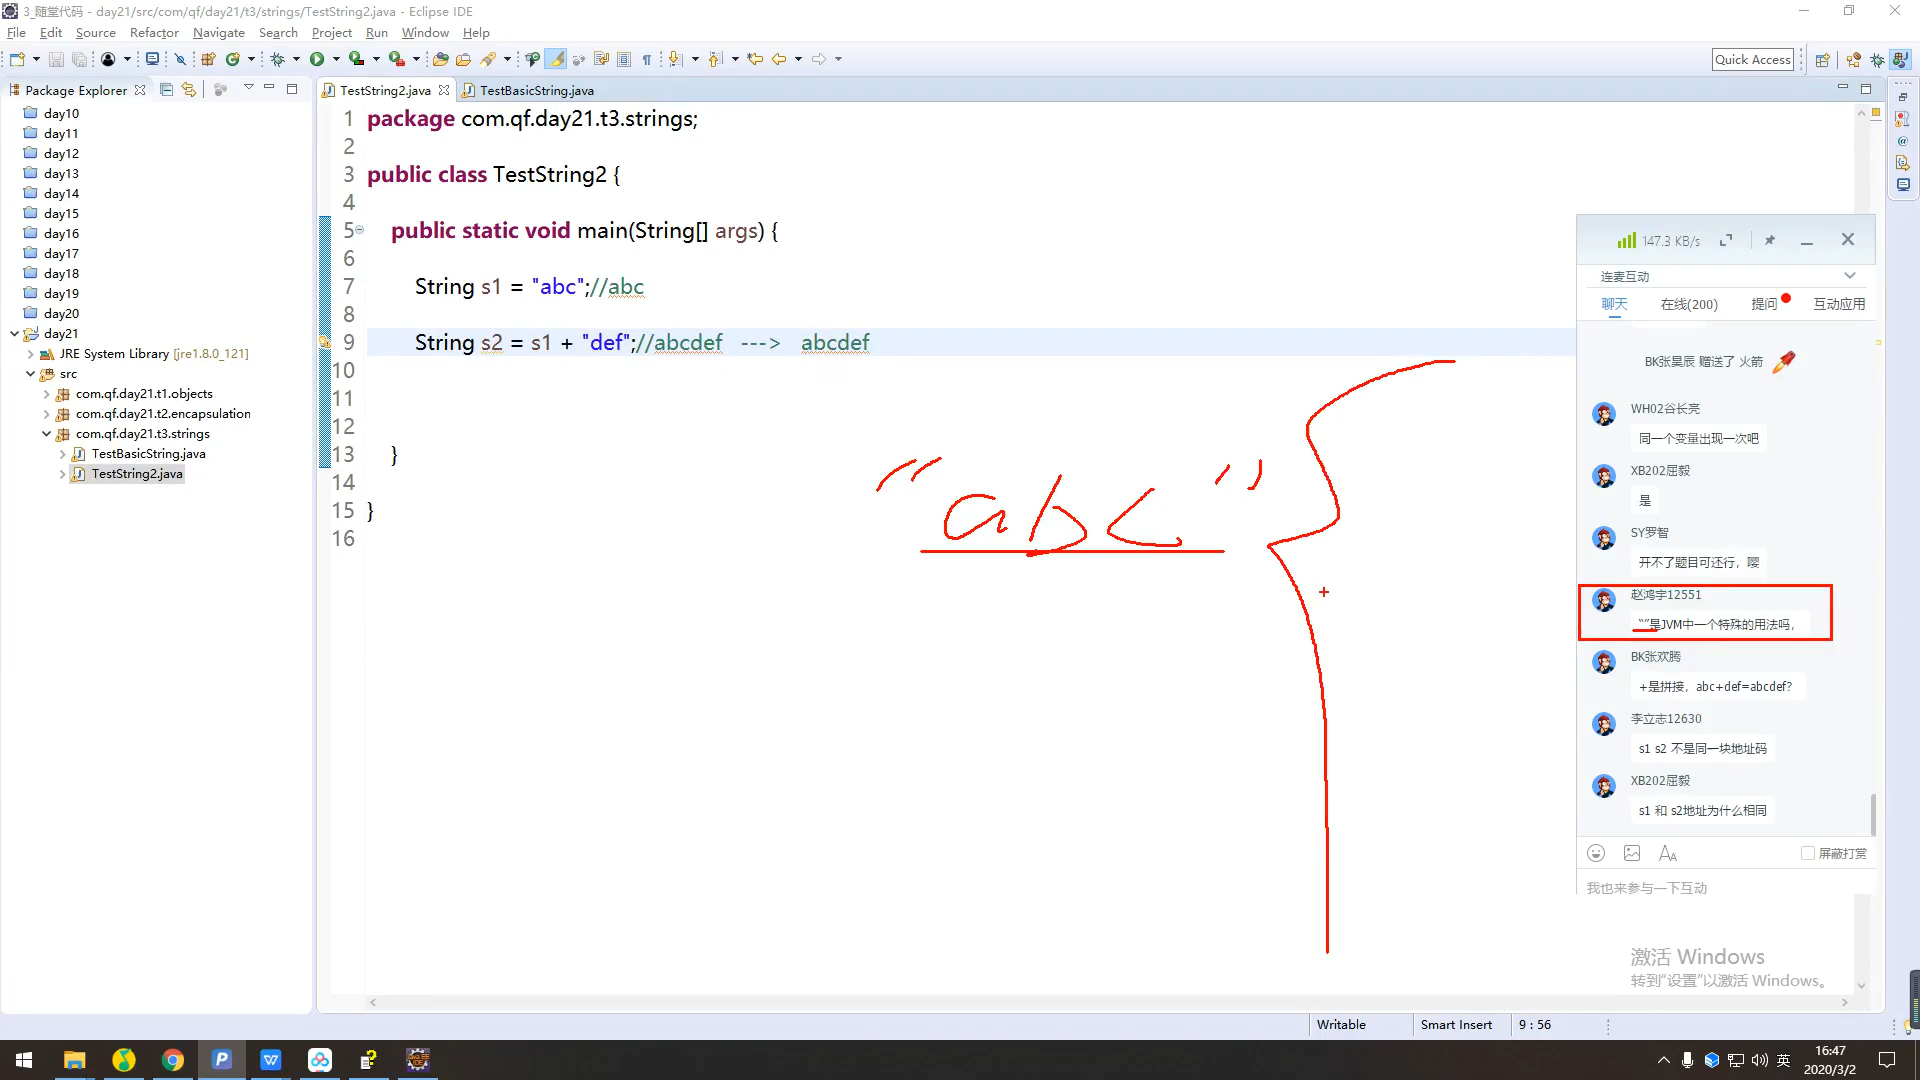 3_随堂代码 - day21/src/com/qf/day21/t3/strings/TestString2.java - Eclipse IDE
File Edit Source Refactor Navigate Search Project Run Window Help
Quick Access
Package Explorer
day10
day11
day12
day13
day14
day15
day16
day17
day18
day19
day20
day21
JRE System Library [jre1.8.0_121]
src
com.qf.day21.t1.objects
com.qf.day21.t2.encapsulation
com.qf.day21.t3.strings
TestBasicString.java
TestString2.java
TestString2.java TestBasicString.java
1 package com.qf.day21.t3.strings;
2
3 public class TestString2 {
4
5 public static void main(String[] args) {
6
7 String s1 = "abc";//abc
8
9 String s2 = s1 + "def";//abcdef ---> abcdef
10
11
12
13 }
14
15 }
16
"abc"
147.3 KB/s
连麦互动
聊天 在线(200) 提问 互动应用
BK张昊辰 赠送了 火箭
WH02谷长亮
同一个变量出现一次吧
XB202屈毅
是
SY罗智
开不了题目可还行，嘤
赵鸿宇12551
“”是JVM中一个特殊的用法吗，
BK张欢腾
+是拼接，abc+def=abcdef?
李立志12630
s1 s2 不是同一块地址码
XB202屈毅
s1 和 s2地址为什么相同
屏蔽打赏
我也来参与一下互动
激活 Windows
转到“设置”以激活 Windows。
Writable Smart Insert 9 : 56
英
16:47
2020/3/2